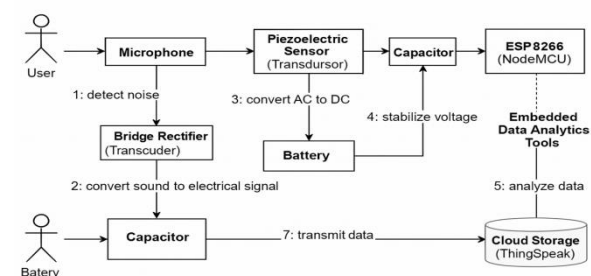 User
Microphone
Piezoelectric
Sensor
(Transdursor)
Capacitor
ESP8266
(NodeMCU)
1: detect noise
3: convert AC to DC
4: stabilize voltage
Embedded
Data Analytics
Tools
Bridge Rectifier
(Transcuder)
Battery
2: convert sound to electrical signal
5: analyze data
Batery
Capacitor
7: transmit data
Cloud Storage
(ThingSpeak)